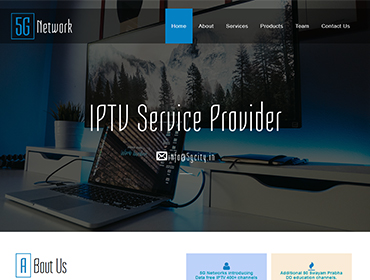 5G Network
Home About Services Products Team Contact Us
IPTV Service Provider
info@5gcity.in
A Bout Us
5G Networks Introducing
Data free IPTV 400+ channels
Additional 80 Swayam Prabha
DD education channels.